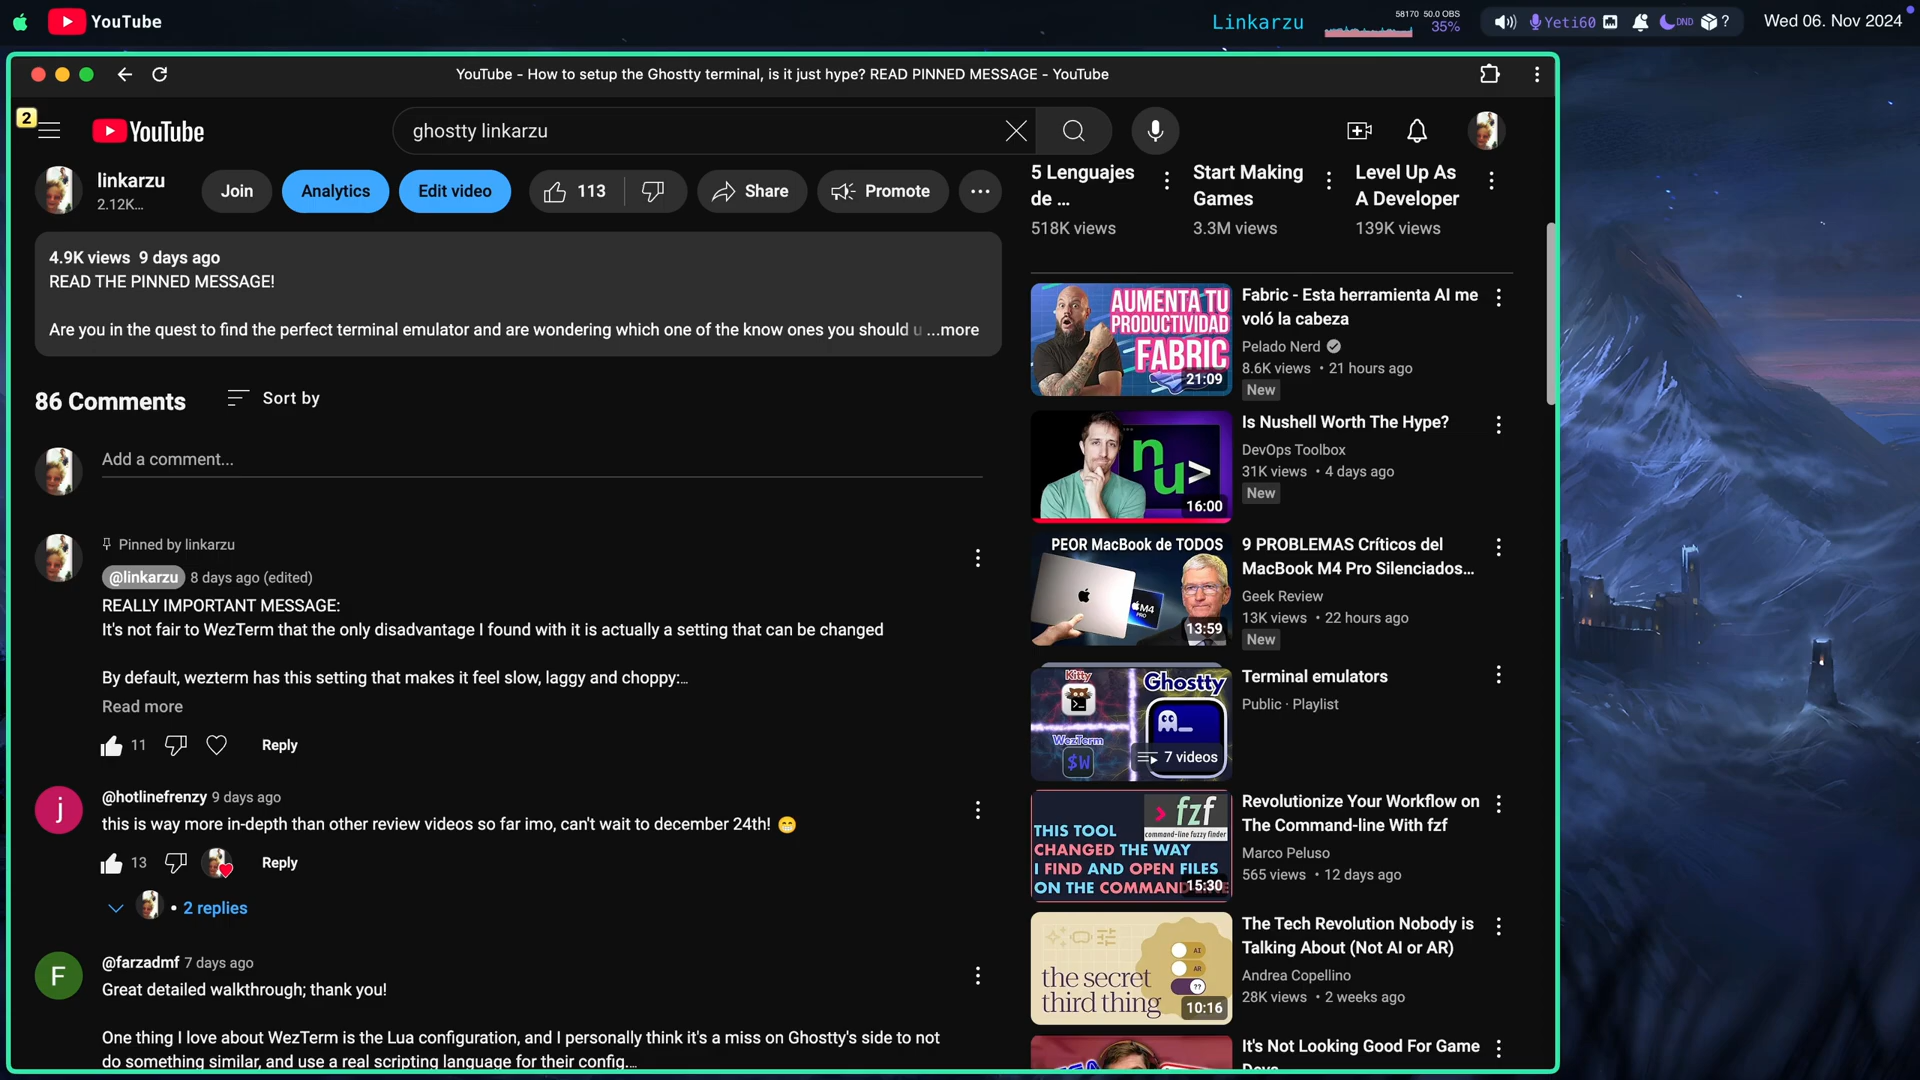 YouTube
Linkarzu
58170 50.0 OBS
35%
Yeti60
DND
?
Wed 06. Nov 2024
YouTube - How to setup the Ghostty terminal, is it just hype? READ PINNED MESSAGE - YouTube
2
YouTube
ghostty linkarzu
linkarzu
2.12K...
Join
Analytics
Edit video
113
Share
Promote
4.9K views 9 days ago
READ THE PINNED MESSAGE!
Are you in the quest to find the perfect terminal emulator and are wondering which one of the know ones you should u ...more
86 Comments
Sort by
Add a comment...
Pinned by linkarzu
@linkarzu 8 days ago (edited)
REALLY IMPORTANT MESSAGE:
It's not fair to WezTerm that the only disadvantage I found with it is actually a setting that can be changed
By default, wezterm has this setting that makes it feel slow, laggy and choppy:...
Read more
11
Reply
j
@hotlinefrenzy 9 days ago
this is way more in-depth than other review videos so far imo, can't wait to december 24th! 😁
13
Reply
• 2 replies
F
@farzadmf 7 days ago
Great detailed walkthrough; thank you!
One thing I love about WezTerm is the Lua configuration, and I personally think it's a miss on Ghostty's side to not
do something similar, and use a real scripting language for their config....
5 Lenguajes
de ...
518K views
Start Making
Games
3.3M views
Level Up As
A Developer
139K views
AUMENTA TU
PRODUCTIVIDAD
FABRIC
21:09
Fabric - Esta herramienta AI me
voló la cabeza
Pelado Nerd
8.6K views • 21 hours ago
New
nu>
16:00
Is Nushell Worth The Hype?
DevOps Toolbox
31K views • 4 days ago
New
PEOR MacBook de TODOS
M4
PRO
13:59
9 PROBLEMAS Críticos del
MacBook M4 Pro Silenciados...
Geek Review
13K views • 22 hours ago
New
Kitty
Ghostty
WezTerm
$W
7 videos
Terminal emulators
Public · Playlist
> fzf
command-line fuzzy finder
THIS TOOL
CHANGED THE WAY
I FIND AND OPEN FILES
ON THE COMMAND
15:30
Revolutionize Your Workflow on
The Command-line With fzf
Marco Peluso
565 views • 12 days ago
AI
AR
??
the secret
third thing
10:16
The Tech Revolution Nobody is
Talking About (Not AI or AR)
Andrea Copellino
28K views • 2 weeks ago
It's Not Looking Good For Game
Devs